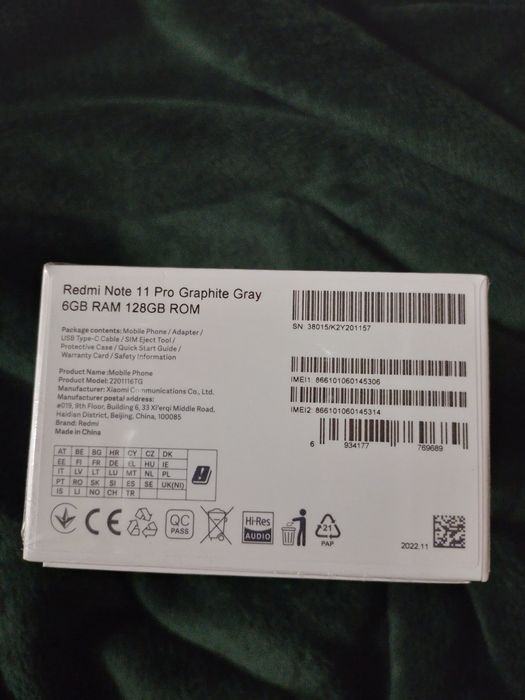 Redmi Note 11 Pro Graphite Gray
6GB RAM 128GB ROM
Package contents: Mobile Phone / Adapter /
USB Type-C Cable / SIM Eject Tool /
Protective Case / Quick Start Guide /
Warranty Card / Safety Information
Product Name: Mobile Phone
Product Model: 2201116TG
Manufacturer: Xiaomi Communications Co., Ltd.
Manufacturer postal address:
#019, 9th Floor, Building 6, 33 Xi'erqi Middle Road,
Haidian District, Beijing, China, 100085
Brand: Redmi
Made in China
SN: 38015/K2Y201157
IMEI1: 866101060145306
IMEI2: 866101060145314
6 934177 769689
AT BE BG HR CY CZ DK
EE FI FR DE EL HU IE
IT LV LT LU MT NL PL
PT RO SK SI ES SE UK(NI)
IS LI NO CH TR
CE
QC
PASS
Hi-Res
AUDIO
21
PAP
2022.11